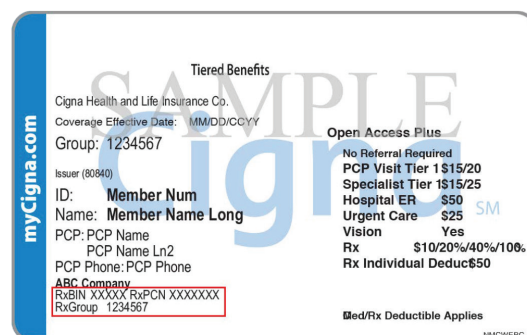 myCigna.com
SAMPLE
Cigna
SM
Tiered Benefits
Cigna Health and Life Insurance Co.
Coverage Effective Date: MM/DD/CCYY
Group: 1234567
Issuer (80840)
ID: Member Num
Name: Member Name Long
PCP: PCP Name
PCP Name Ln2
PCP Phone: PCP Phone
ABC Company
RxBIN XXXXX RxPCN XXXXXXX
RxGroup 1234567
Open Access Plus
No Referral Required
PCP Visit Tier 1 $15/20
Specialist Tier 1 $15/25
Hospital ER $50
Urgent Care $25
Vision Yes
Rx $10/20%/40%/100%
Rx Individual Deduct $50
Med/Rx Deductible Applies